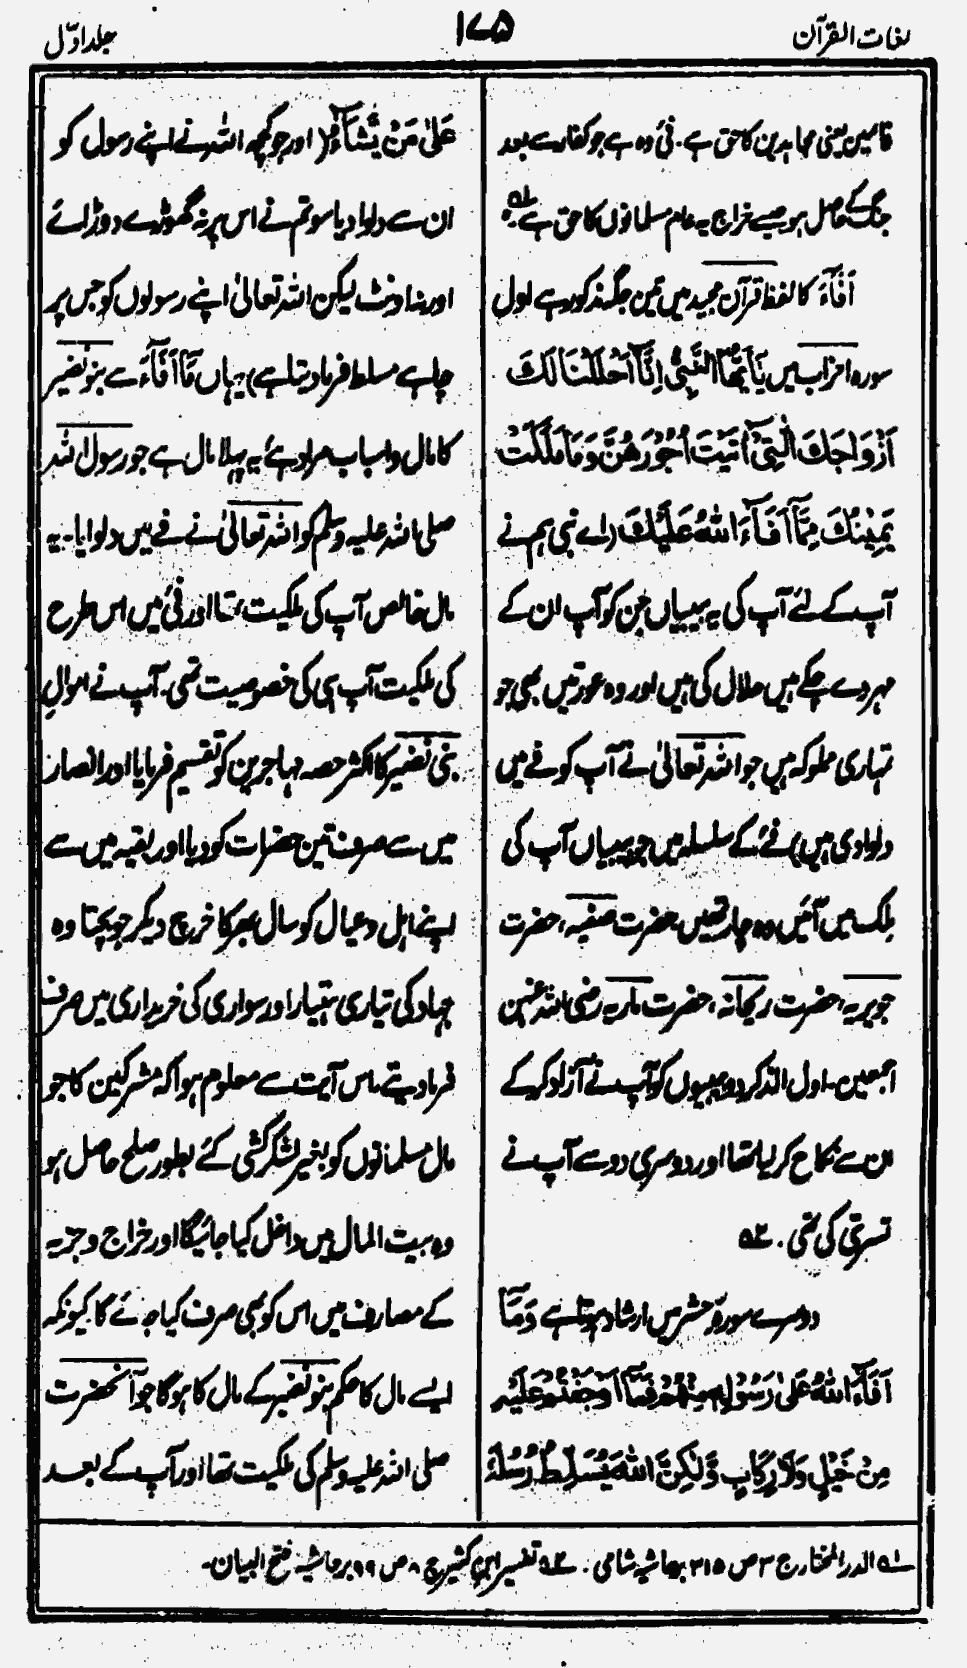 لغات القرآن
۱۷۵
جلد اوّل
قاسمین یعنی مجاہدین کا حق ہے۔ فئ وہ ہے جو کفار سے بعد
جنگ کے حاصل ہو جیسے خراج یہ عام مسلمانوں کا حق ہے ۵۱۔
اَفَآءَ کا لفظ قرآن مجید میں تین جگہ مذکور ہے اول
سورہ احزاب میں یٰٓاَیُّهَا النَّبِیُّ اِنَّآ اَحْلَلْنَا لَكَ
اَزْوَاجَكَ الّٰتِیْٓ اٰتَیْتَ اُجُوْرَهُنَّ وَمَا مَلَكَتْ
یَمِیْنُكَ مِمَّآ اَفَآءَ اللّٰهُ عَلَیْكَ (اے نبی ہم نے
آپ کے لئے آپ کی یہ بیبیاں جن کو آپ ان کے
مہر دے چکے ہیں حلال کی ہیں اور وہ عورتیں بھی جو
تمہاری مملوکہ ہیں جو اللہ تعالیٰ نے آپ کو فے میں
دلوادی ہیں) فئے کے سلسلہ میں جو بیبیاں آپ کی
ملک میں آئیں وہ چار تھیں حضرت صفیہ، حضرت
جویریہ، حضرت ریحانہ، حضرت ماریہ رضی اللہ عنہن
اجمعین۔ اول الذکر دو بیبیوں کو آپ نے آزاد کر کے
ان سے نکاح کر لیا تھا اور دوسری دو سے آپ نے
تسری کی تھی۔ ۵۲
دوسرے سورہ حشر میں ارشاد ہوتا ہے وَمَآ
اَفَآءَ اللّٰهُ عَلٰی رَسُوْلِهٖ مِنْهُمْ فَمَآ اَوْجَفْتُمْ عَلَیْهِ
مِنْ خَیْلٍ وَّلَا رِكَابٍ وَّلٰكِنَّ اللّٰهَ یُسَلِّطُ رُسُلَهٗ
عَلٰی مَنْ یَّشَآءُ (اور جو کچھ اللہ نے اپنے رسول کو
ان سے دلوا دیا سو تم نے اس پر نہ گھوڑے دوڑائے
اور نہ اونٹ لیکن اللہ تعالیٰ اپنے رسولوں کو جس پر
چاہے مسلط فرما دیتا ہے) یہاں مَآ اَفَآءَ سے بنو نضیر
کا مال و اسباب مراد ہے۔ یہ پہلا مال ہے جو رسول اللہ
صلی اللہ علیہ وسلم کو اللہ تعالیٰ نے فے میں دلوایا۔ یہ
مال خالص آپ کی ملکیت تھا اور فئ میں اس طرح
کی ملکیت آپ ہی کی خصوصیت تھی۔ آپ نے اموالِ
بنی نضیر کا اکثر حصہ مہاجرین کو تقسیم فرمایا اور انصار
میں سے صرف تین حضرات کو دیا اور بقیہ میں سے
اپنے اہل و عیال کو سال بھر کا خرچ دیکر جو بچتا وہ
جہاد کی تیاری ہتھیار اور سواری کی خریداری میں صرف
فرما دیتے۔ اس آیت سے معلوم ہوا کہ مشرکین کا جو
مال مسلمانوں کو بغیر لشکر کشی کئے بطور صلح حاصل ہو
وہ بیت المال میں داخل کیا جائیگا اور خراج و جزیہ
کے مصارف میں اس کو بھی صرف کیا جائے گا۔ کیونکہ
ایسے مال کا حکم بنو نضیر کے مال کا ہوگا جو آنحضرت
صلی اللہ علیہ وسلم کی ملکیت تھا اور آپ کے بعد
۵۱ الدر المختار ج ۳ ص ۳۱۵ برحاشیہ شامی۔ ۵۲ تفسیر ابن کثیر ج ۸ ص ۹۹ برحاشیہ فتح البیان۔